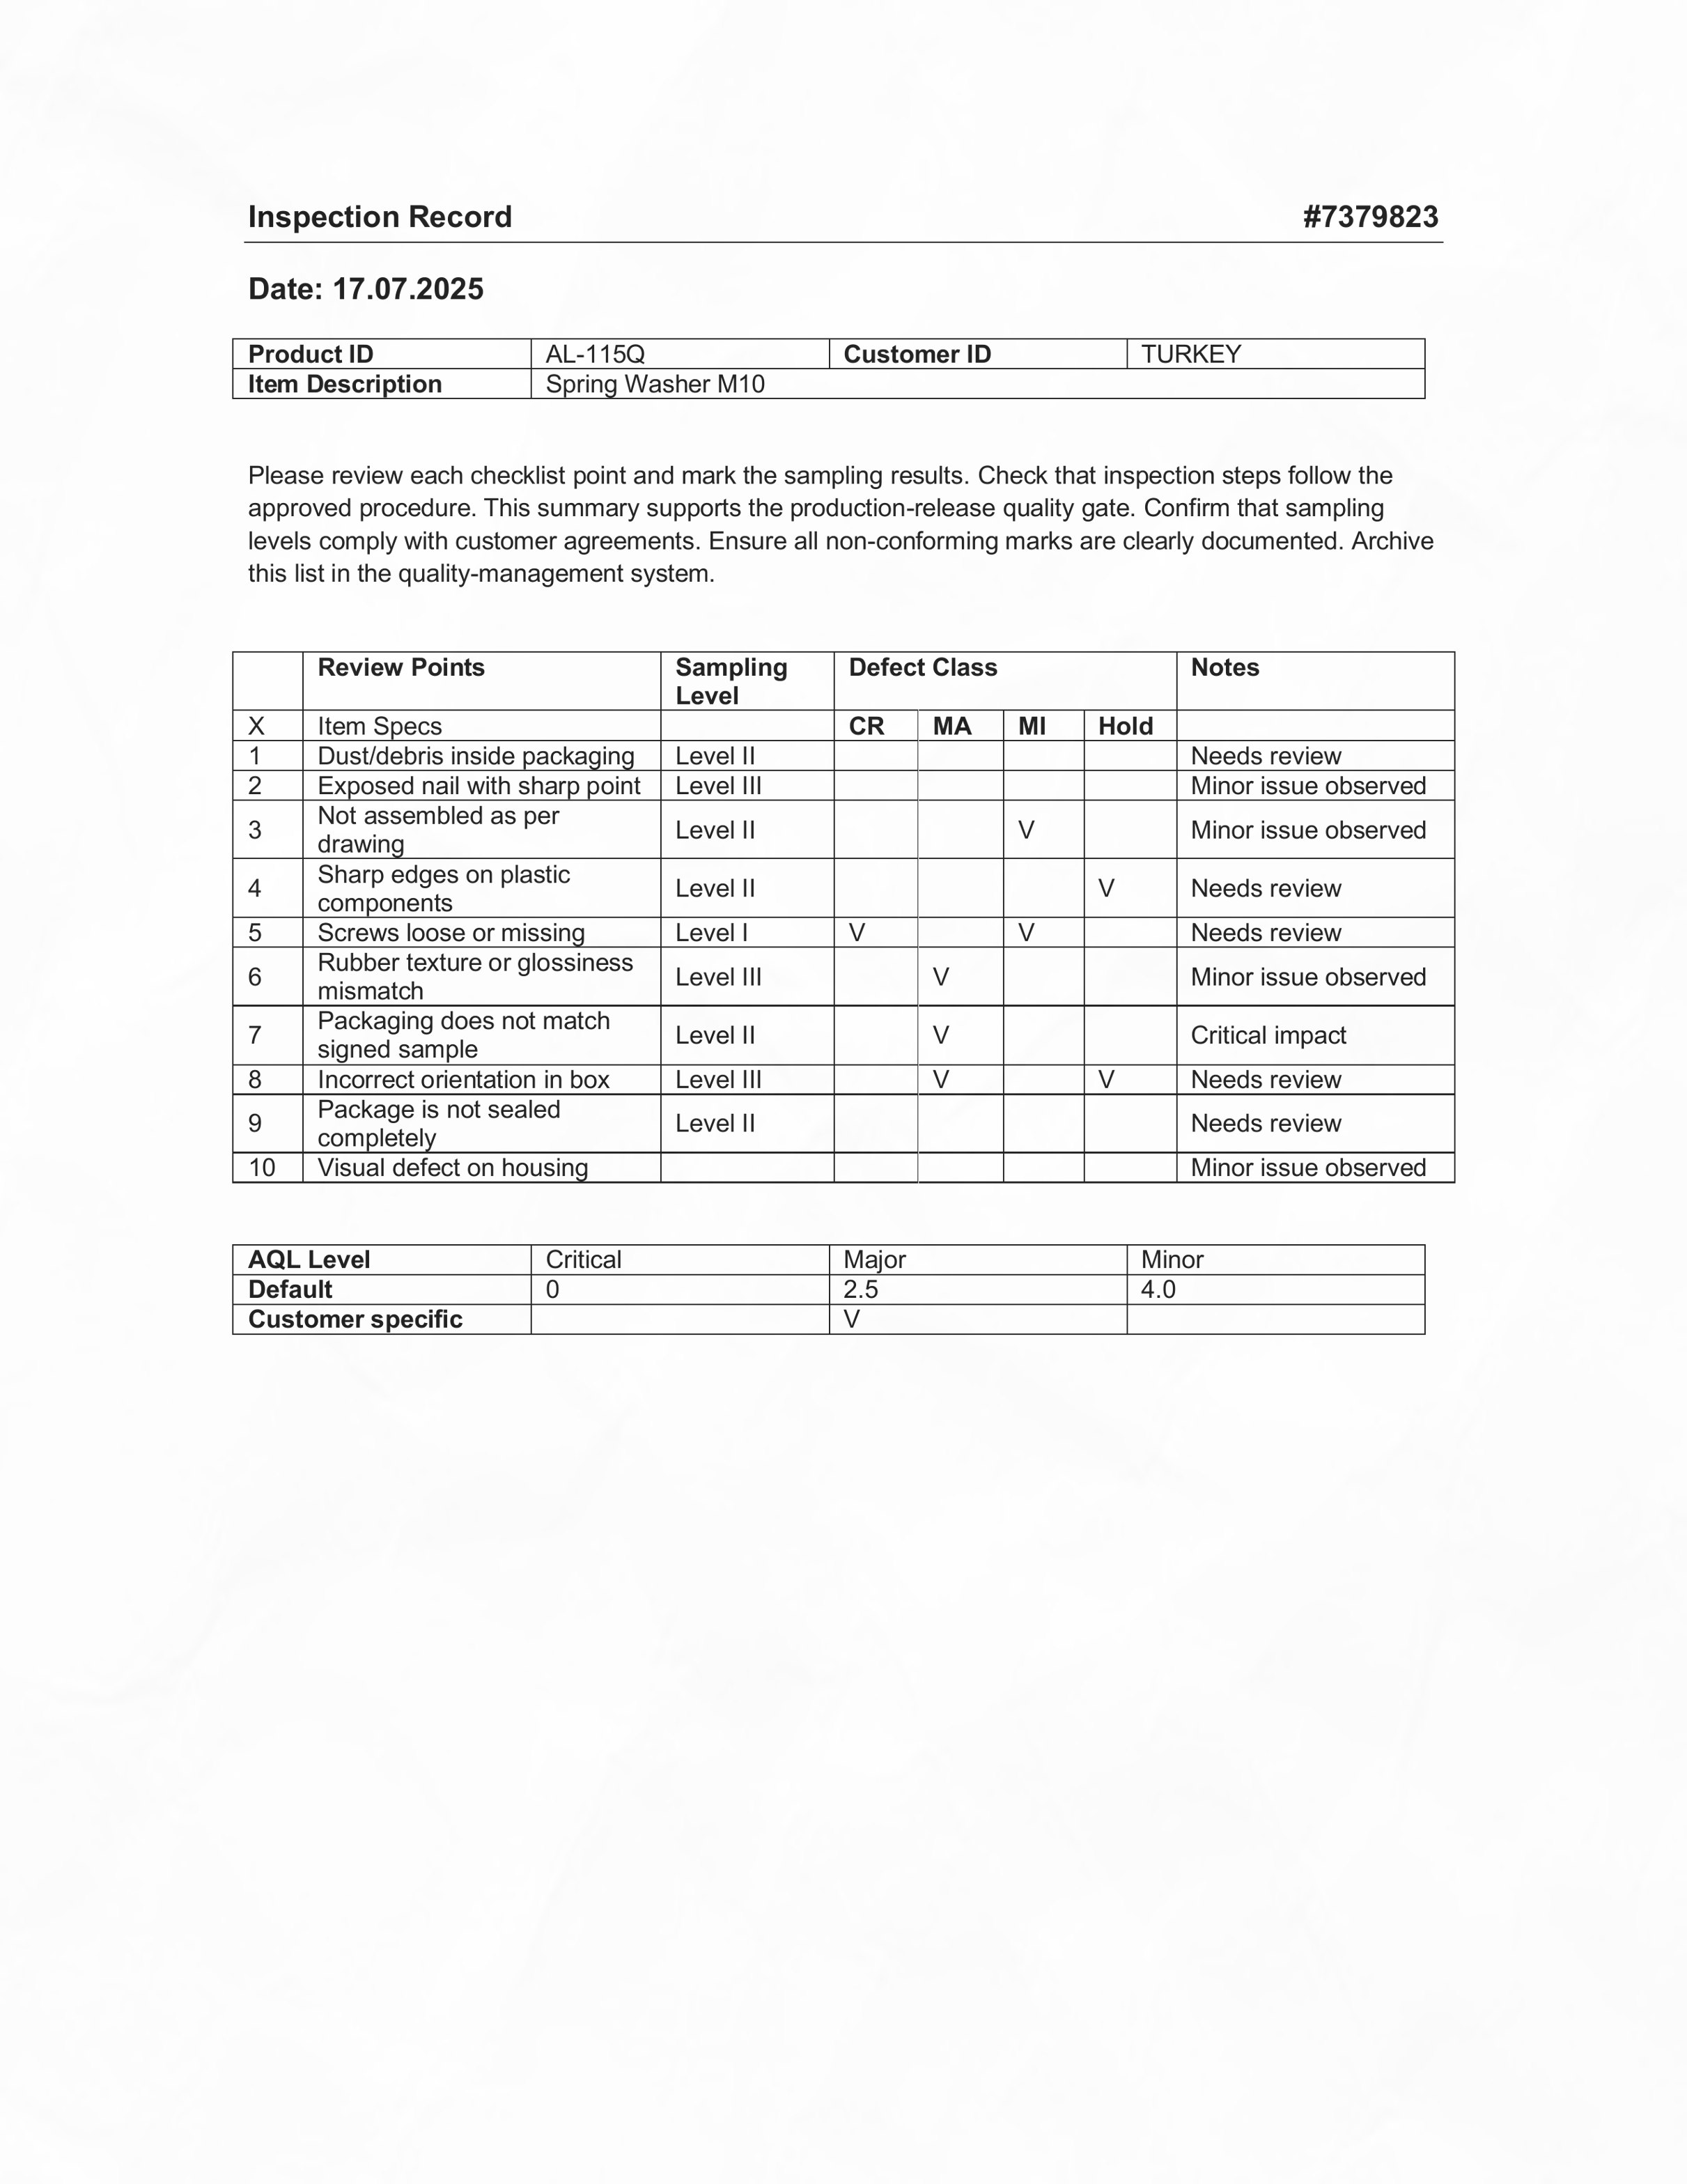 Inspection Record #7379823
Date: 17.07.2025
Product ID AL-115Q Customer ID TURKEY
Item Description Spring Washer M10
Please review each checklist point and mark the sampling results. Check that inspection steps follow the
approved procedure. This summary supports the production-release quality gate. Confirm that sampling
levels comply with customer agreements. Ensure all non-conforming marks are clearly documented. Archive
this list in the quality-management system.
Review Points Sampling Level Defect Class Notes
X Item Specs CR MA MI Hold
1 Dust/debris inside packaging Level II Needs review
2 Exposed nail with sharp point Level III Minor issue observed
3 Not assembled as per drawing Level II V Minor issue observed
4 Sharp edges on plastic components Level II V Needs review
5 Screws loose or missing Level I V V Needs review
6 Rubber texture or glossiness mismatch Level III V Minor issue observed
7 Packaging does not match signed sample Level II V Critical impact
8 Incorrect orientation in box Level III V V Needs review
9 Package is not sealed completely Level II Needs review
10 Visual defect on housing Minor issue observed
AQL Level Critical Major Minor
Default 0 2.5 4.0
Customer specific V